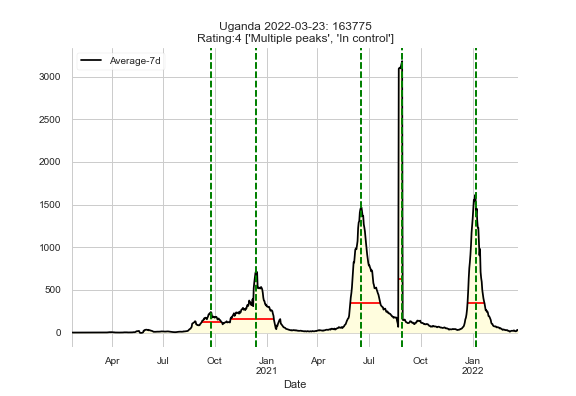 Uganda 2022-03-23: 163775
Rating:4 ['Multiple peaks', 'In control']
Average-7d
3000
2500
2000
1500
1000
500
0
Apr Jul Oct Jan Apr Jul Oct Jan
2021 2022
Date